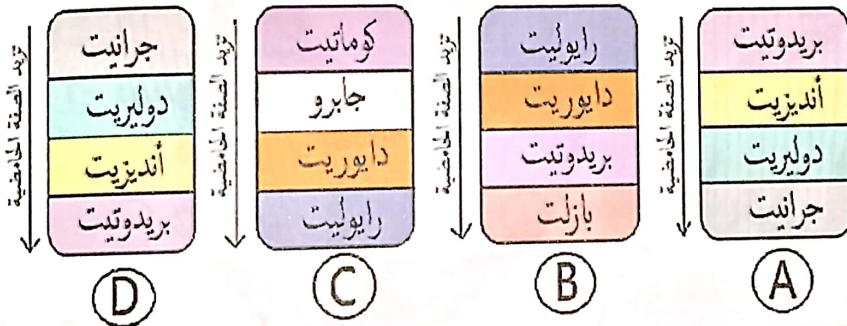 بريدوتيت
أنديزيت
دوليريت
جرانيت
تزيد الصفة الحامضية
A
رايوليت
دايوريت
بريدوتيت
بازلت
تزيد الصفة الحامضية
B
كوماتيت
جابرو
دايوريت
رايوليت
تزيد الصفة الحامضية
C
جرانيت
دوليريت
أنديزيت
بريدوتيت
تزيد الصفة الحامضية
D